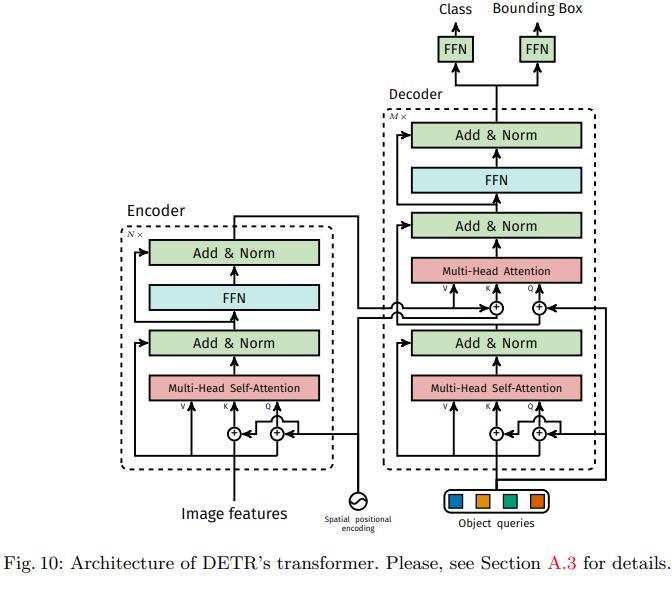 Class Bounding Box
FFN FFN
Decoder
M×
Add & Norm
FFN
Add & Norm
Multi-Head Attention
V K Q
Add & Norm
Multi-Head Self-Attention
V K Q
Encoder
N×
Add & Norm
FFN
Add & Norm
Multi-Head Self-Attention
V K Q
Image features
Spatial positional
encoding
Object queries
Fig. 10: Architecture of DETR's transformer. Please, see Section A.3 for details.